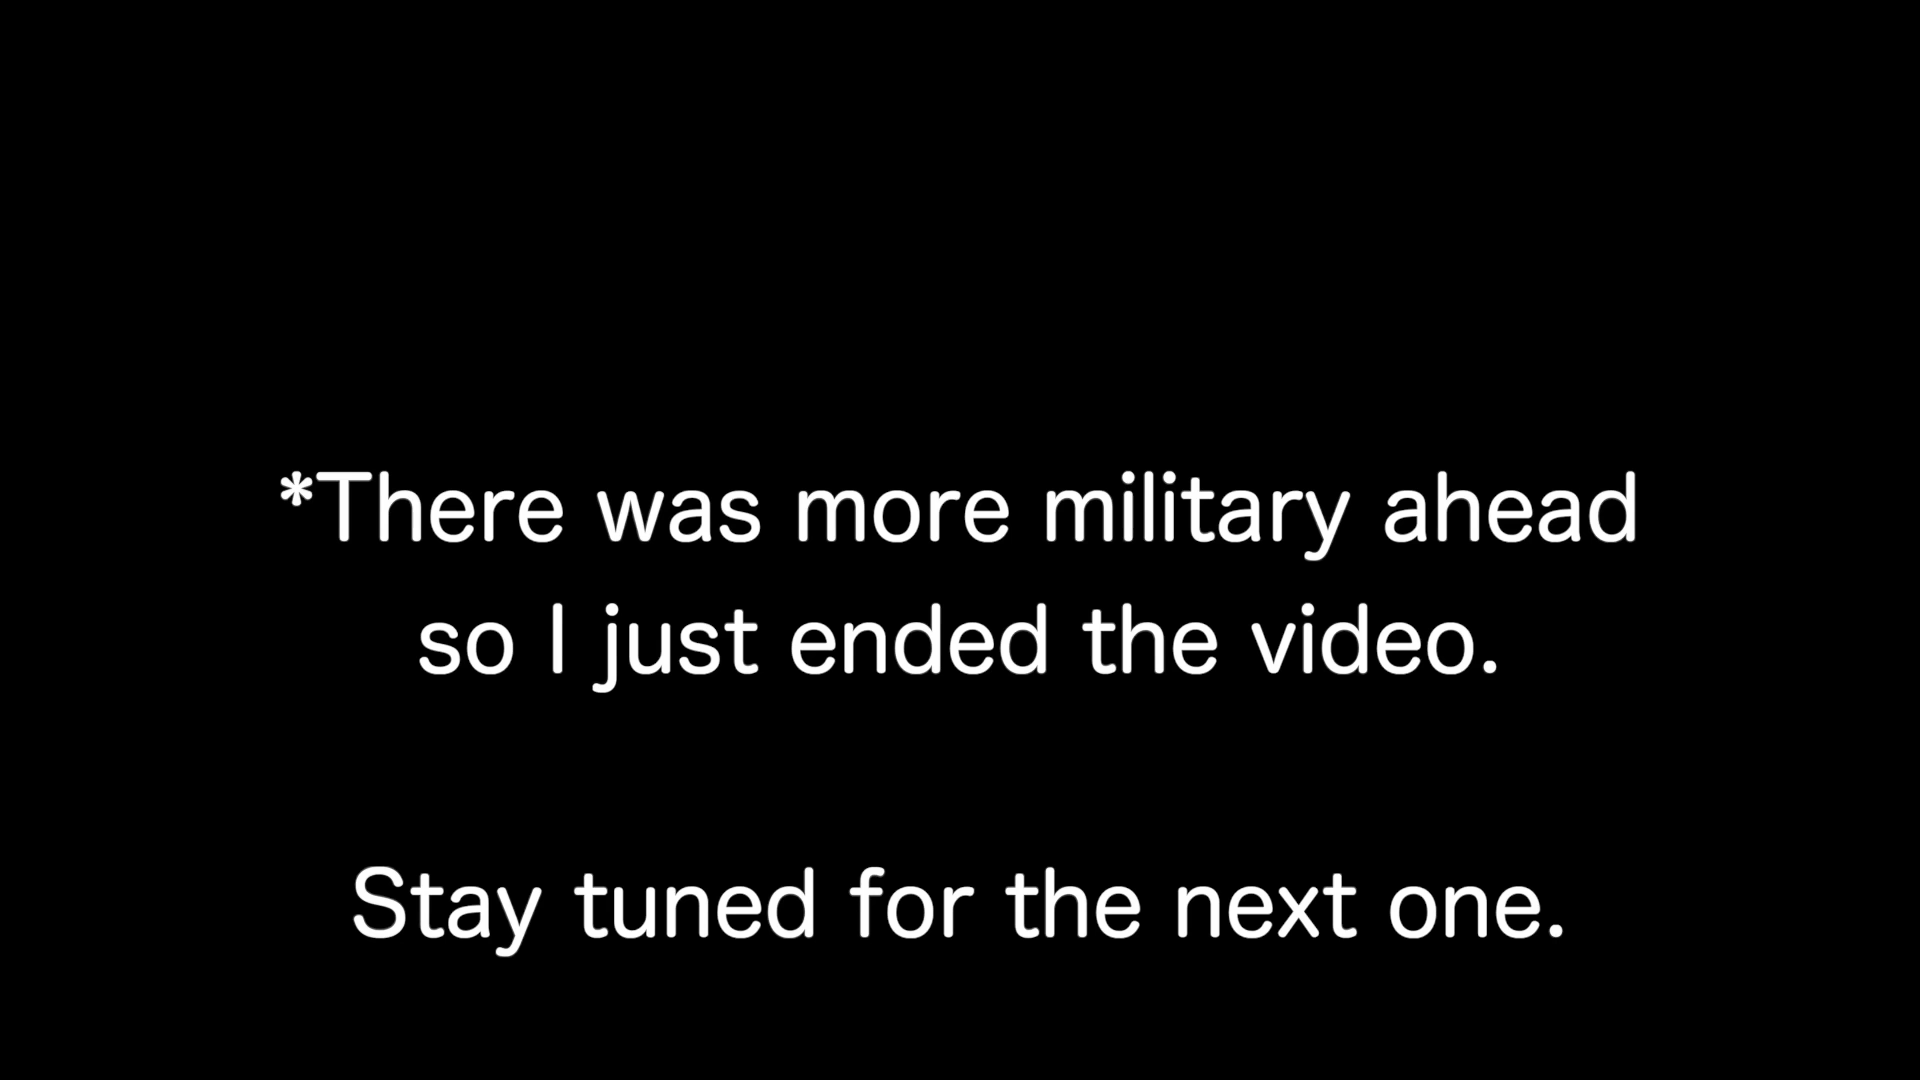 *There was more military ahead
so I just ended the video.
Stay tuned for the next one.